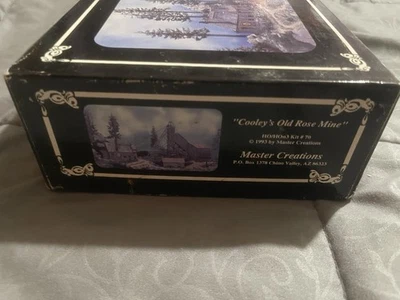 "Cooley's Old Rose Mine"
HO/HOn3 Kit # 70
© 1993 by Master Creations
Master Creations
P.O. Box 1378 Chino Valley, AZ 86323